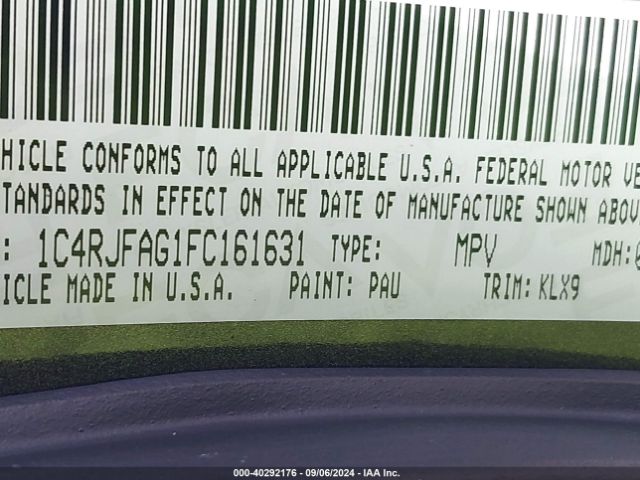 HICLE CONFORMS TO ALL APPLICABLE U.S.A. FEDERAL MOTOR VE
TANDARDS IN EFFECT ON THE DATE OF MANUFACTURE SHOWN ABOV
: 1C4RJFAG1FC161631 TYPE: MPV MDH:0
ICLE MADE IN U.S.A. PAINT: PAU TRIM: KLX9
000-40292176 - 09/06/2024 - IAA Inc.